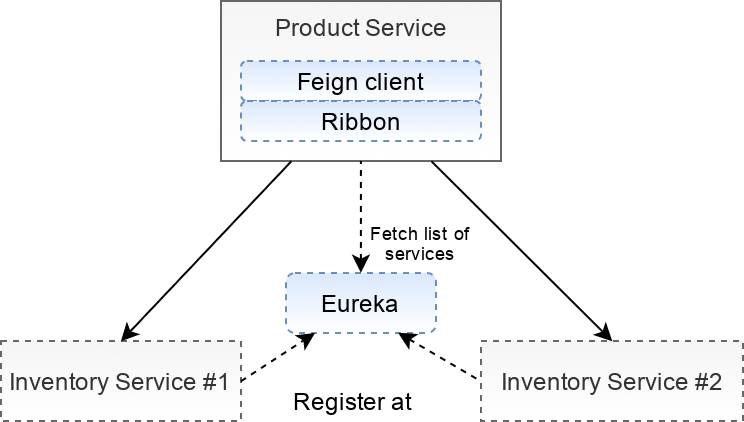 Product Service
Feign client
Ribbon
Fetch list of
services
Eureka
Inventory Service #1
Inventory Service #2
Register at